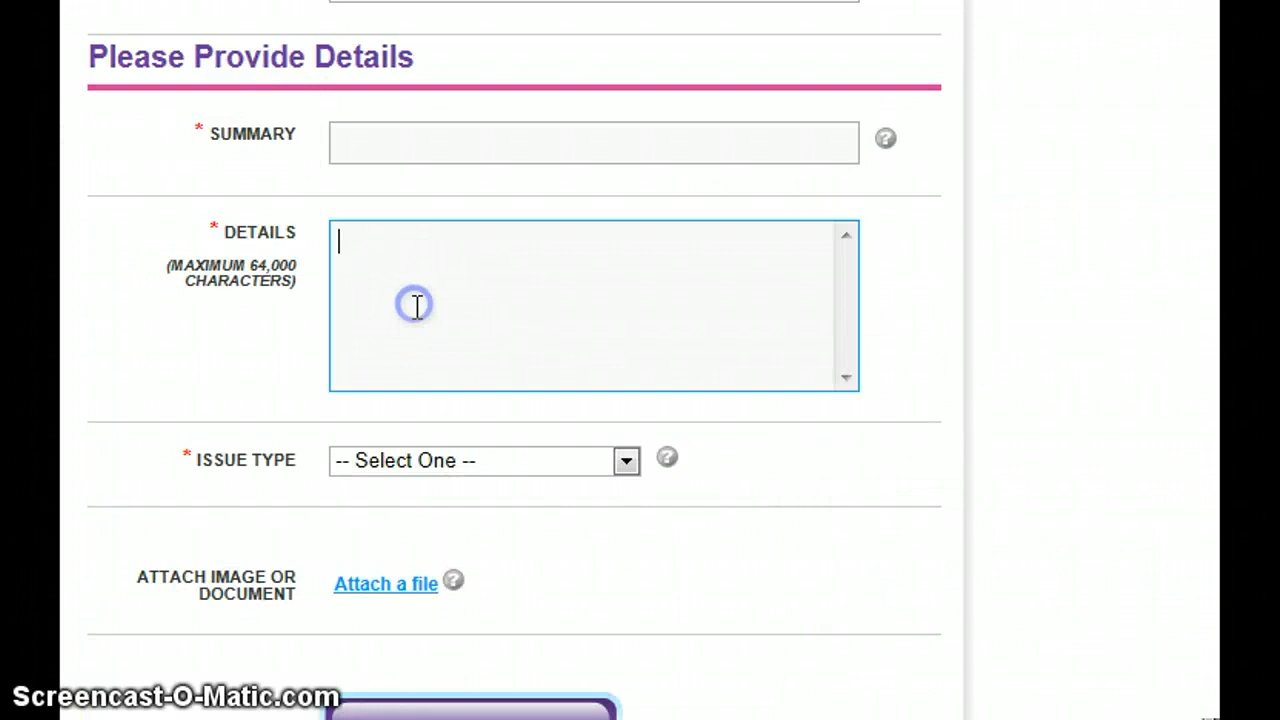 Please Provide Details
* SUMMARY
?
* DETAILS
(MAXIMUM 64,000
CHARACTERS)
* ISSUE TYPE
-- Select One --
?
ATTACH IMAGE OR
DOCUMENT
Attach a file
?
Screencast-O-Matic.com